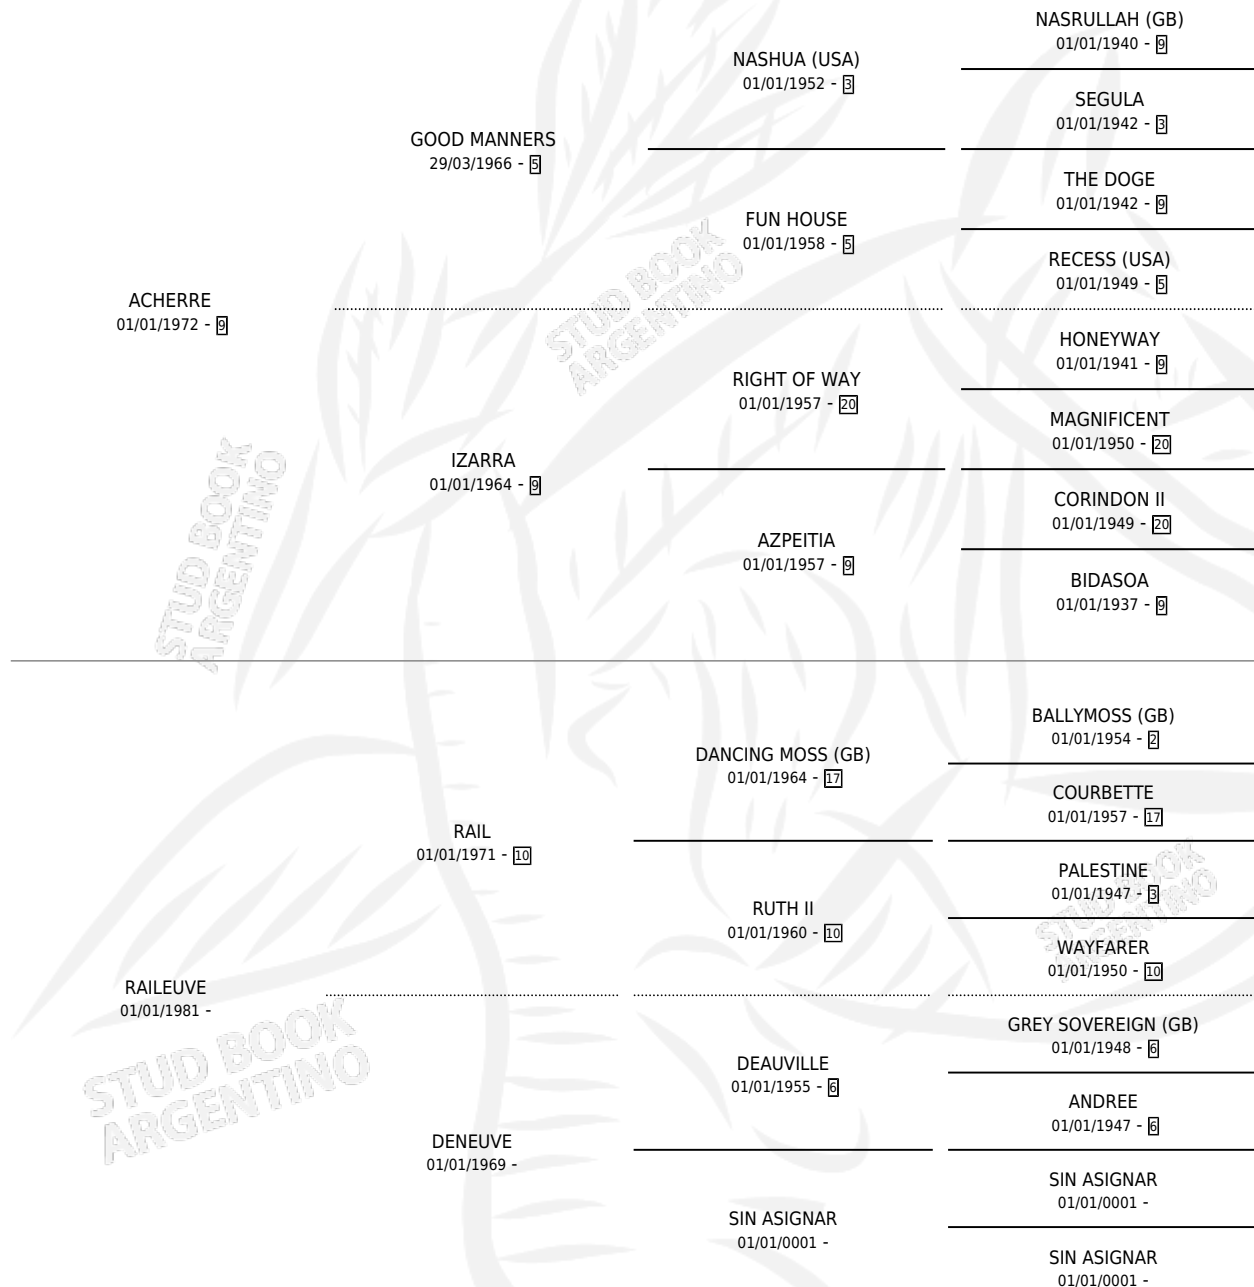 NASRULLAH (GB)
01/01/1940 - 9
NASHUA (USA)
01/01/1952 - 3
SEGULA
01/01/1942 - 3
GOOD MANNERS
29/03/1966 - 5
THE DOGE
01/01/1942 - 9
FUN HOUSE
01/01/1958 - 5
RECESS (USA)
01/01/1949 - 5
ACHERRE
01/01/1972 - 9
HONEYWAY
01/01/1941 - 9
RIGHT OF WAY
01/01/1957 - 20
MAGNIFICENT
01/01/1950 - 20
IZARRA
01/01/1964 - 9
CORINDON II
01/01/1949 - 20
AZPEITIA
01/01/1957 - 9
BIDASOA
01/01/1937 - 9
BALLYMOSS (GB)
01/01/1954 - 2
DANCING MOSS (GB)
01/01/1964 - 17
COURBETTE
01/01/1957 - 17
RAIL
01/01/1971 - 10
PALESTINE
01/01/1947 - 3
RUTH II
01/01/1960 - 10
WAYFARER
01/01/1950 - 10
RAILEUVE
01/01/1981 -
GREY SOVEREIGN (GB)
01/01/1948 - 6
DEAUVILLE
01/01/1955 - 6
ANDREE
01/01/1947 - 6
DENEUVE
01/01/1969 -
SIN ASIGNAR
01/01/0001 -
SIN ASIGNAR
01/01/0001 -
SIN ASIGNAR
01/01/0001 -
STUD BOOK
ARGENTINO
STUD BOOK
ARGENTINO
STUD BOOK
ARGENTINO
STUD BOOK
ARGENTINO